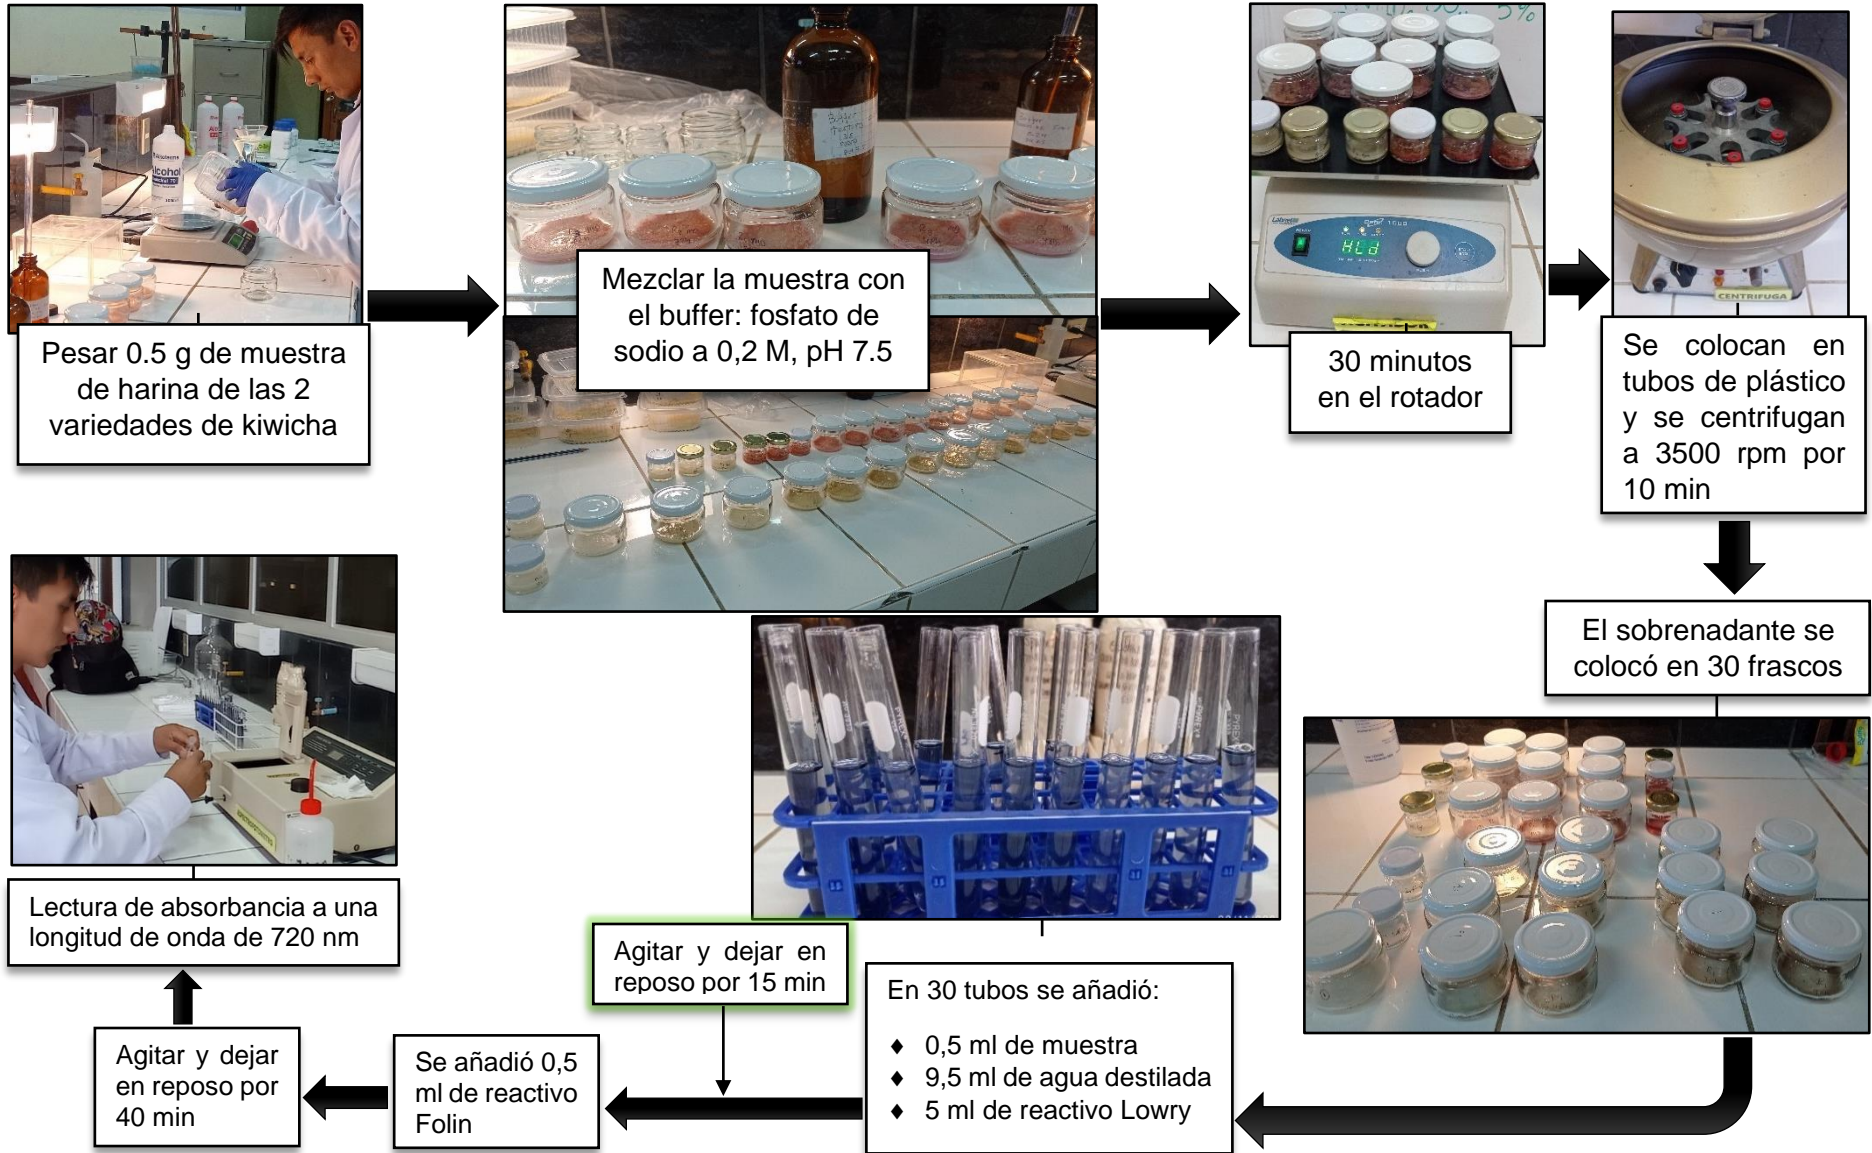 5%
alcohol
HLd
CENTRIFUGA
Pesar 0.5 g de muestra
de harina de las 2
variedades de kiwicha
Mezclar la muestra con
el buffer: fosfato de
sodio a 0,2 M, pH 7.5
30 minutos
en el rotador
Se colocan en
tubos de plástico
y se centrifugan
a 3500 rpm por
10 min
El sobrenadante se
colocó en 30 frascos
PYREX
En 30 tubos se añadió:
♦ 0,5 ml de muestra
♦ 9,5 ml de agua destilada
♦ 5 ml de reactivo Lowry
Agitar y dejar en
reposo por 15 min
Se añadió 0,5
ml de reactivo
Folin
Agitar y dejar
en reposo por
40 min
Lectura de absorbancia a una
longitud de onda de 720 nm